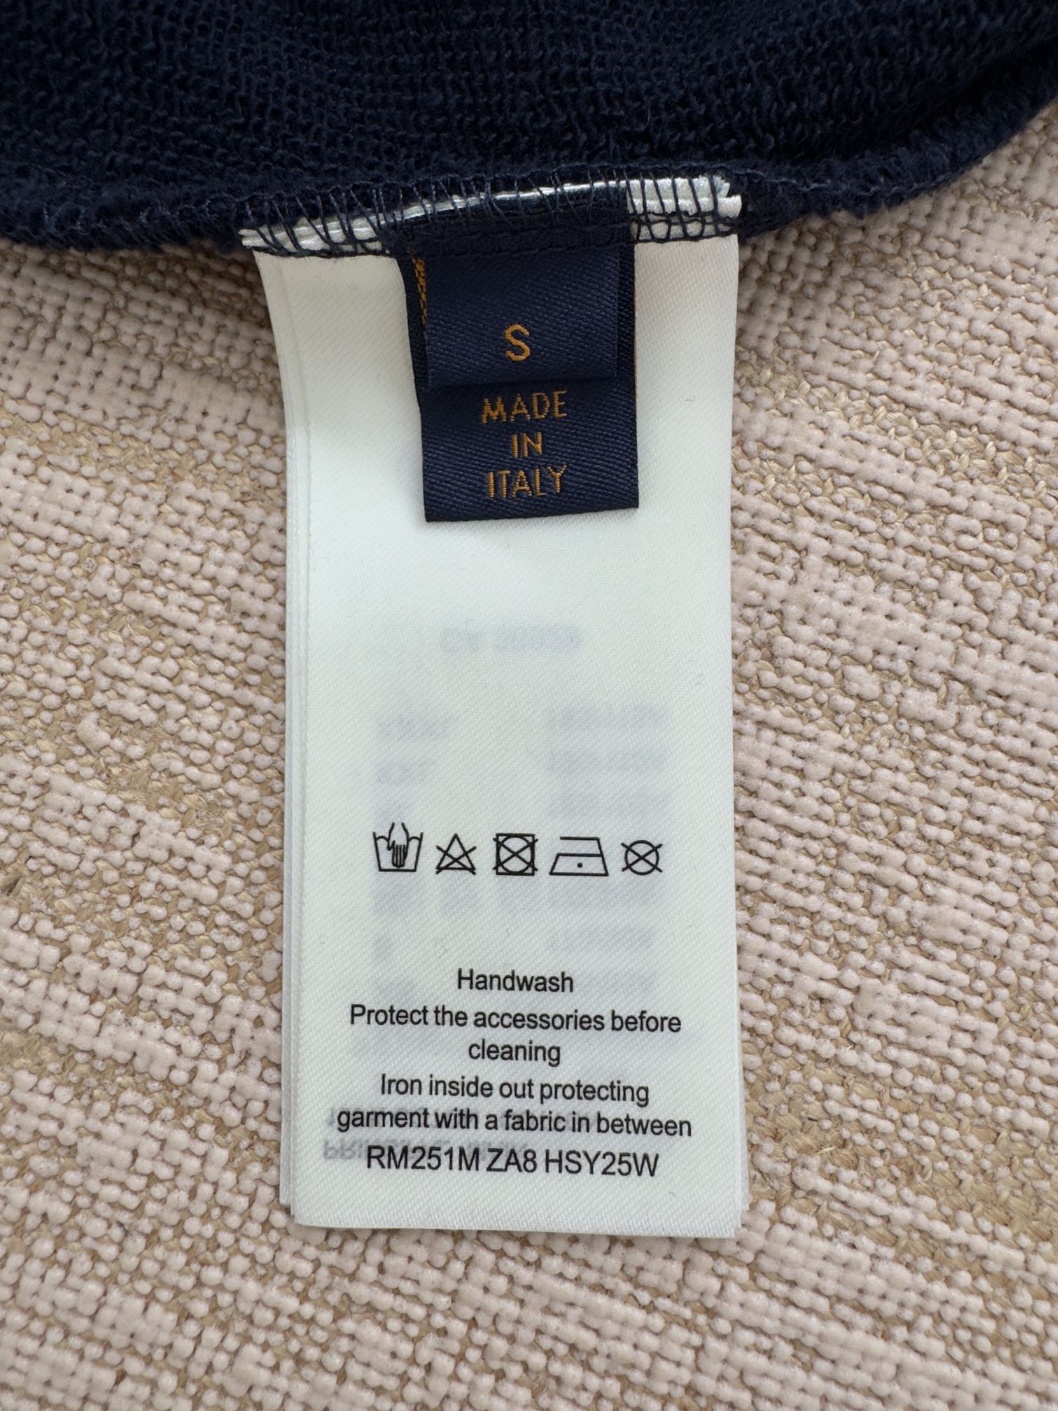 S
MADE
IN
ITALY
Handwash
Protect the accessories before
cleaning
Iron inside out protecting
garment with a fabric in between
RM251M ZA8 HSY25W